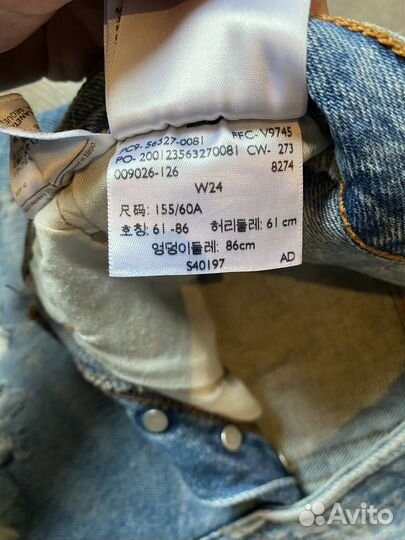 PC9-56327-0081 PFC-V9745
PO-200123563270081 CW-273
009026-126 8274
W24
尺码: 155/60A
호칭: 61-86 허리둘레: 61 cm
엉덩이둘레: 86cm
S40197 AD
Avito